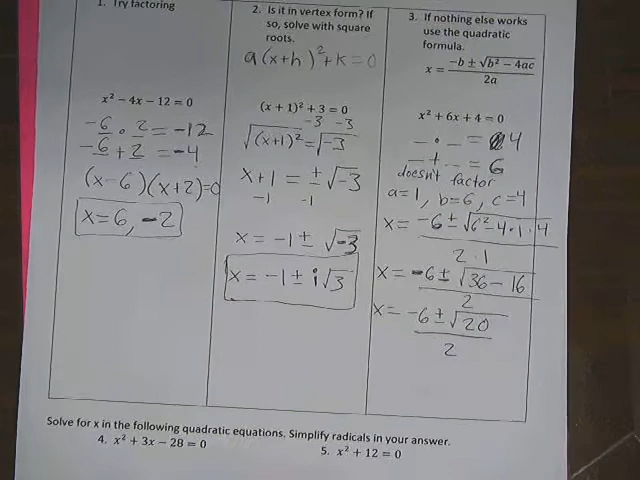 1. Try factoring
x² − 4x − 12 = 0
-6 · 2 = -12
-6 + 2 = -4
(x-6)(x+2)=0
x=6, -2
2. Is it in vertex form? If
so, solve with square
roots.
a(x+h)²+k=0
(x + 1)² + 3 = 0
-3 -3
√(x+1)² = √-3
x+1 = ± √-3
-1 -1
x = -1 ± √-3
x = -1 ± i√3
3. If nothing else works
use the quadratic
formula.
x = (-b ± √b² − 4ac)/2a
x² + 6x + 4 = 0
_ · _ = 4
_ + _ = 6
doesn't factor
a=1, b=6, c=4
x= (-6 ± √6²-4·1·4)/2·1
x= (-6 ± √36-16)/2
x= (-6 ± √20)/2
Solve for x in the following quadratic equations. Simplify radicals in your answer.
4. x² + 3x − 28 = 0
5. x² + 12 = 0